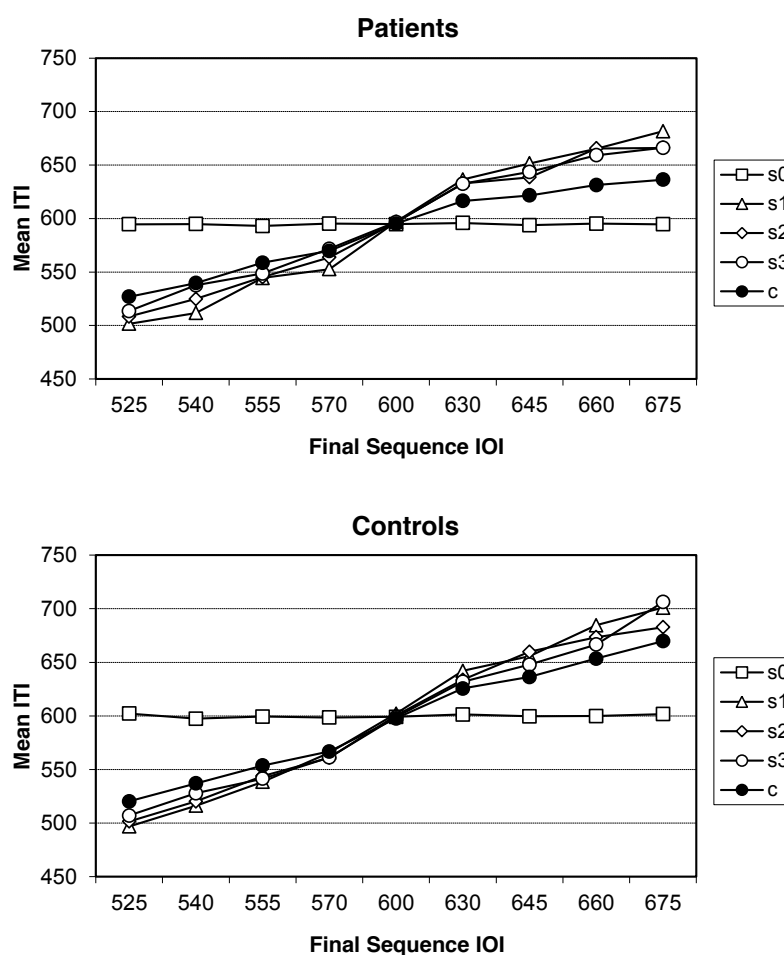 Patients
750
700
650
600
550
500
450
Mean ITI
525 540 555 570 600 630 645 660 675
Final Sequence IOI
s0
s1
s2
s3
c
Controls
750
700
650
600
550
500
450
Mean ITI
525 540 555 570 600 630 645 660 675
Final Sequence IOI
s0
s1
s2
s3
c